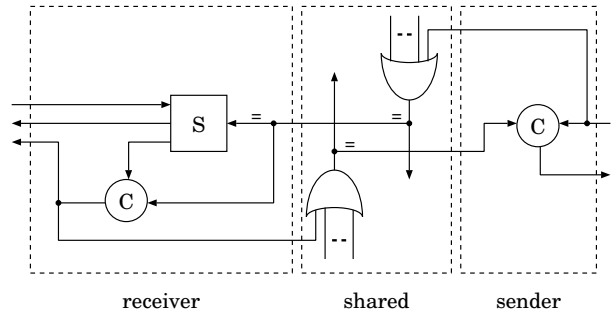 S
=
=
=
C
C
receiver
shared
sender